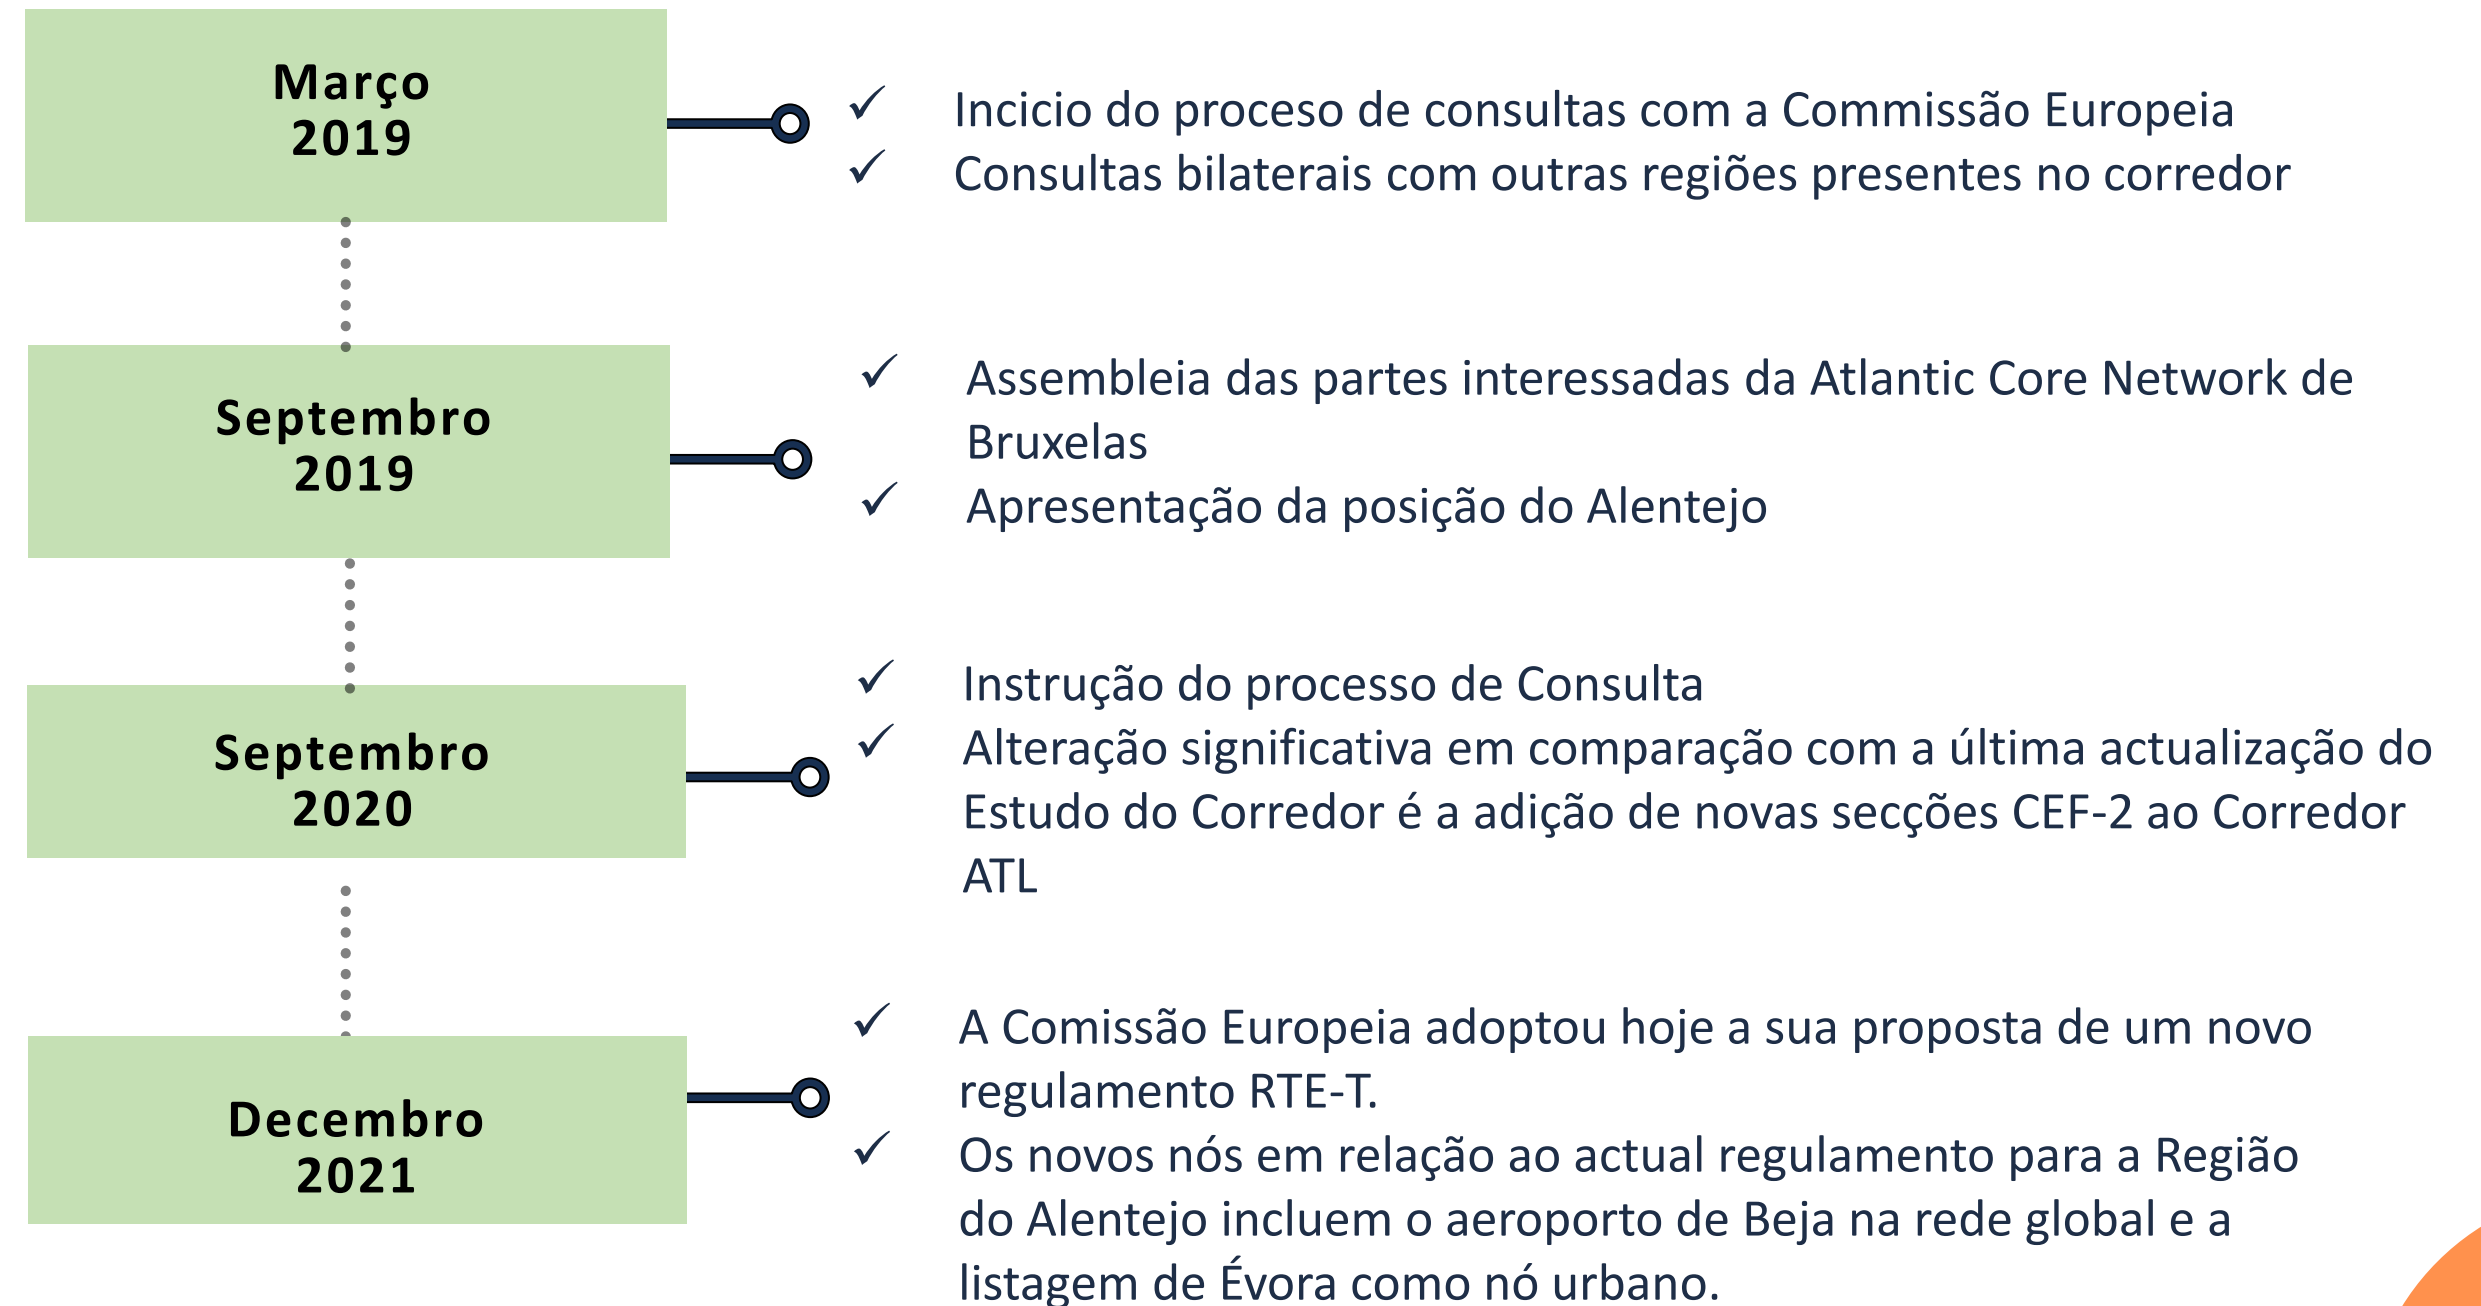 Março
2019
✓ Incicio do proceso de consultas com a Commissão Europeia
✓ Consultas bilaterais com outras regiões presentes no corredor
Septembro
2019
✓ Assembleia das partes interessadas da Atlantic Core Network de
Bruxelas
✓ Apresentação da posição do Alentejo
Septembro
2020
✓ Instrução do processo de Consulta
✓ Alteração significativa em comparação com a última actualização do
Estudo do Corredor é a adição de novas secções CEF-2 ao Corredor
ATL
Decembro
2021
✓ A Comissão Europeia adoptou hoje a sua proposta de um novo
regulamento RTE-T.
✓ Os novos nós em relação ao actual regulamento para a Região
do Alentejo incluem o aeroporto de Beja na rede global e a
listagem de Évora como nó urbano.